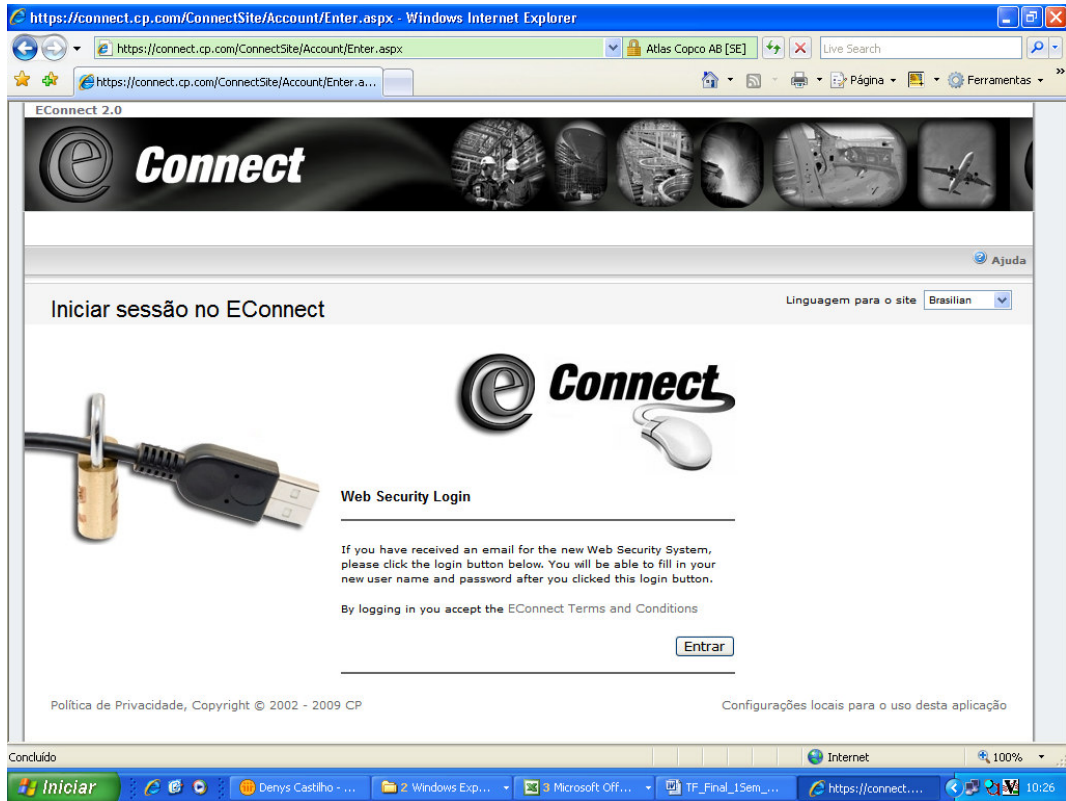 https://connect.cp.com/ConnectSite/Account/Enter.aspx - Windows Internet Explorer
https://connect.cp.com/ConnectSite/Account/Enter.aspx
Atlas Copco AB [SE]
Live Search
https://connect.cp.com/ConnectSite/Account/Enter.a...
Página
Ferramentas
»
EConnect 2.0
e Connect
Ajuda
Iniciar sessão no EConnect
Linguagem para o site Brasilian
e Connect
Web Security Login
If you have received an email for the new Web Security System,
please click the login button below. You will be able to fill in your
new user name and password after you clicked this login button.
By logging in you accept the EConnect Terms and Conditions
Entrar
Política de Privacidade, Copyright © 2002 - 2009 CP
Configurações locais para o uso desta aplicação
Concluído
Internet
100%
Iniciar
Denys Castilho - ...
2 Windows Exp...
3 Microsoft Off...
TF_Final_1Sem_...
https://connect....
10:26